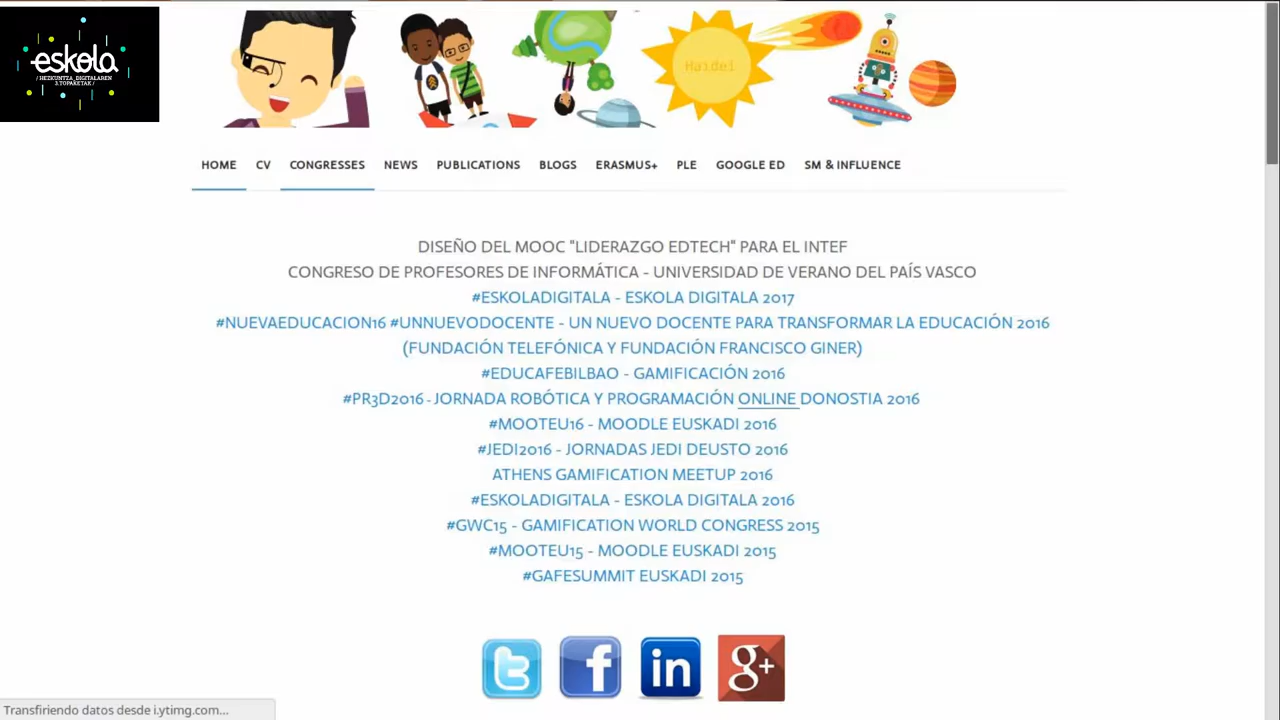 eskola
/ HEZKUNTZA_DIGITALAREN
3.TOPAKETAK /
Haidel
HOME CV CONGRESSES NEWS PUBLICATIONS BLOGS ERASMUS+ PLE GOOGLE ED SM & INFLUENCE
DISEÑO DEL MOOC "LIDERAZGO EDTECH" PARA EL INTEF
CONGRESO DE PROFESORES DE INFORMÁTICA - UNIVERSIDAD DE VERANO DEL PAÍS VASCO
#ESKOLADIGITALA - ESKOLA DIGITALA 2017
#NUEVAEDUCACION16 #UNNUEVODOCENTE - UN NUEVO DOCENTE PARA TRANSFORMAR LA EDUCACIÓN 2016
(FUNDACIÓN TELEFÓNICA Y FUNDACIÓN FRANCISCO GINER)
#EDUCAFEBILBAO - GAMIFICACIÓN 2016
#PR3D2016 - JORNADA ROBÓTICA Y PROGRAMACIÓN ONLINE DONOSTIA 2016
#MOOTEU16 - MOODLE EUSKADI 2016
#JEDI2016 - JORNADAS JEDI DEUSTO 2016
ATHENS GAMIFICATION MEETUP 2016
#ESKOLADIGITALA - ESKOLA DIGITALA 2016
#GWC15 - GAMIFICATION WORLD CONGRESS 2015
#MOOTEU15 - MOODLE EUSKADI 2015
#GAFESUMMIT EUSKADI 2015
t f in g+
Transfiriendo datos desde i.ytimg.com...